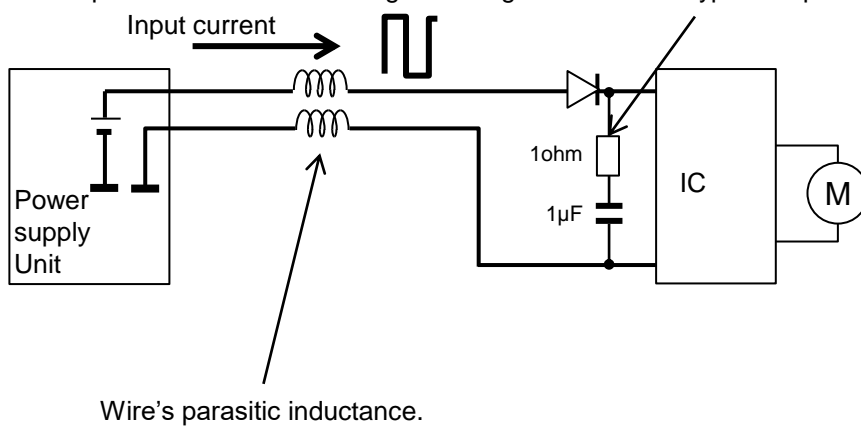 Input current
1ohm
IC
M
1µF
Power
supply
Unit
Wire's parasitic inductance.